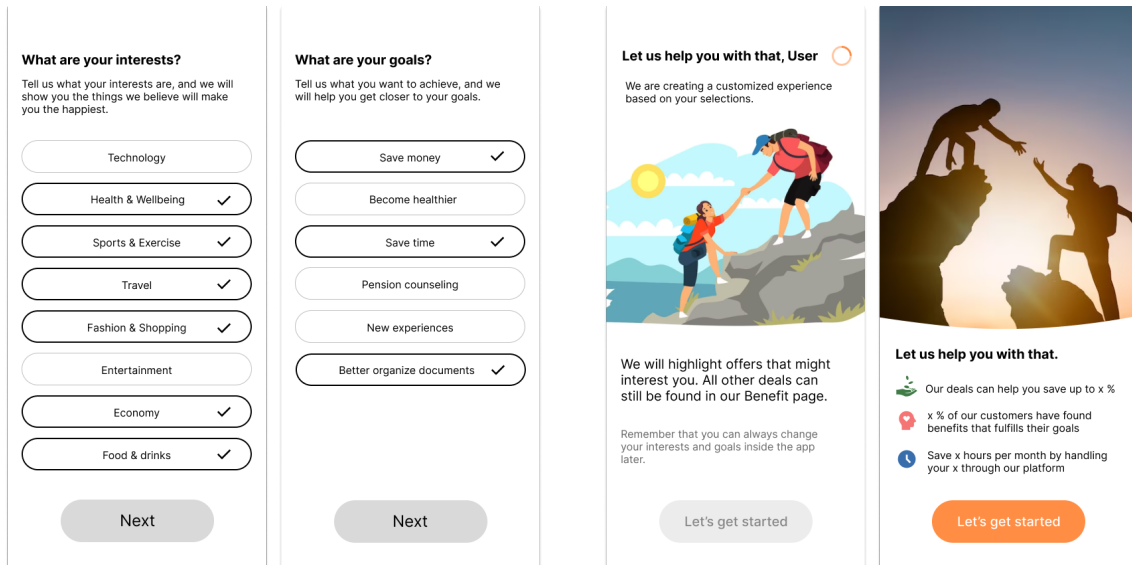 What are your interests?
Tell us what your interests are, and we will
show you the things we believe will make
you the happiest.
Technology
Health & Wellbeing
Sports & Exercise
Travel
Fashion & Shopping
Entertainment
Economy
Food & drinks
Next
What are your goals?
Tell us what you want to achieve, and we
will help you get closer to your goals.
Save money
Become healthier
Save time
Pension counseling
New experiences
Better organize documents
Next
Let us help you with that, User
We are creating a customized experience
based on your selections.
We will highlight offers that might
interest you. All other deals can
still be found in our Benefit page.
Remember that you can always change
your interests and goals inside the app
later.
Let's get started
Let us help you with that.
Our deals can help you save up to x %
x % of our customers have found
benefits that fulfills their goals
Save x hours per month by handling
your x through our platform
Let's get started